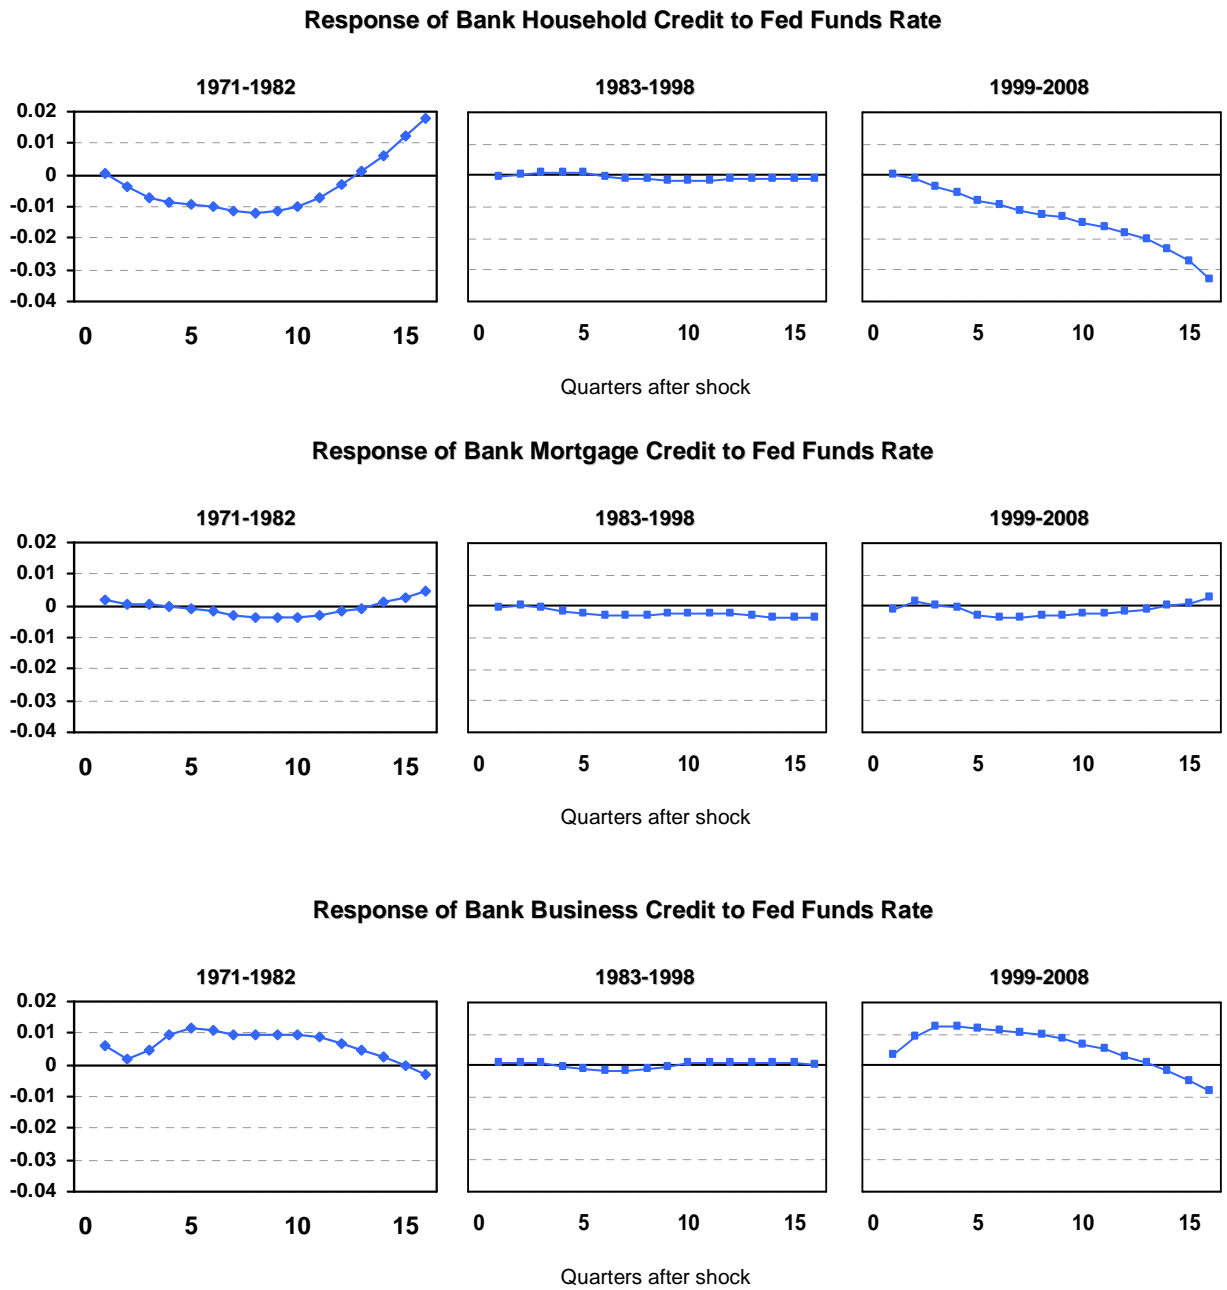 Response of Bank Household Credit to Fed Funds Rate
1971-1982 1983-1998 1999-2008
0.02
0.01
0
-0.01
-0.02
-0.03
-0.04
0 5 10 15 0 5 10 15 0 5 10 15
Quarters after shock
Response of Bank Mortgage Credit to Fed Funds Rate
1971-1982 1983-1998 1999-2008
0.02
0.01
0
-0.01
-0.02
-0.03
-0.04
0 5 10 15 0 5 10 15 0 5 10 15
Quarters after shock
Response of Bank Business Credit to Fed Funds Rate
1971-1982 1983-1998 1999-2008
0.02
0.01
0
-0.01
-0.02
-0.03
-0.04
0 5 10 15 0 5 10 15 0 5 10 15
Quarters after shock